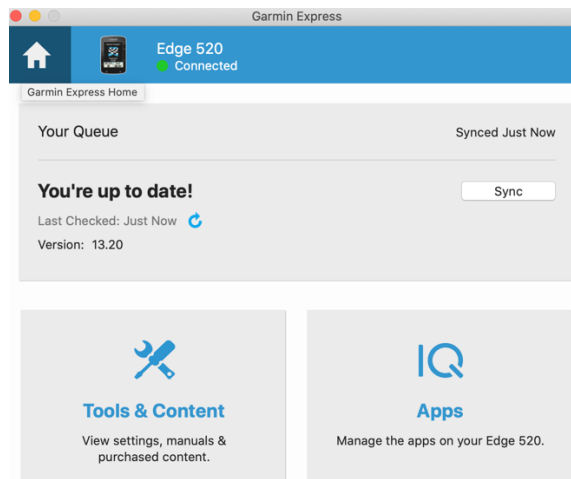 Garmin Express
Edge 520
Connected
Garmin Express Home
Your Queue
Synced Just Now
You're up to date!
Sync
Last Checked: Just Now
Version: 13.20
IQ
Tools & Content
Apps
View settings, manuals &
purchased content.
Manage the apps on your Edge 520.